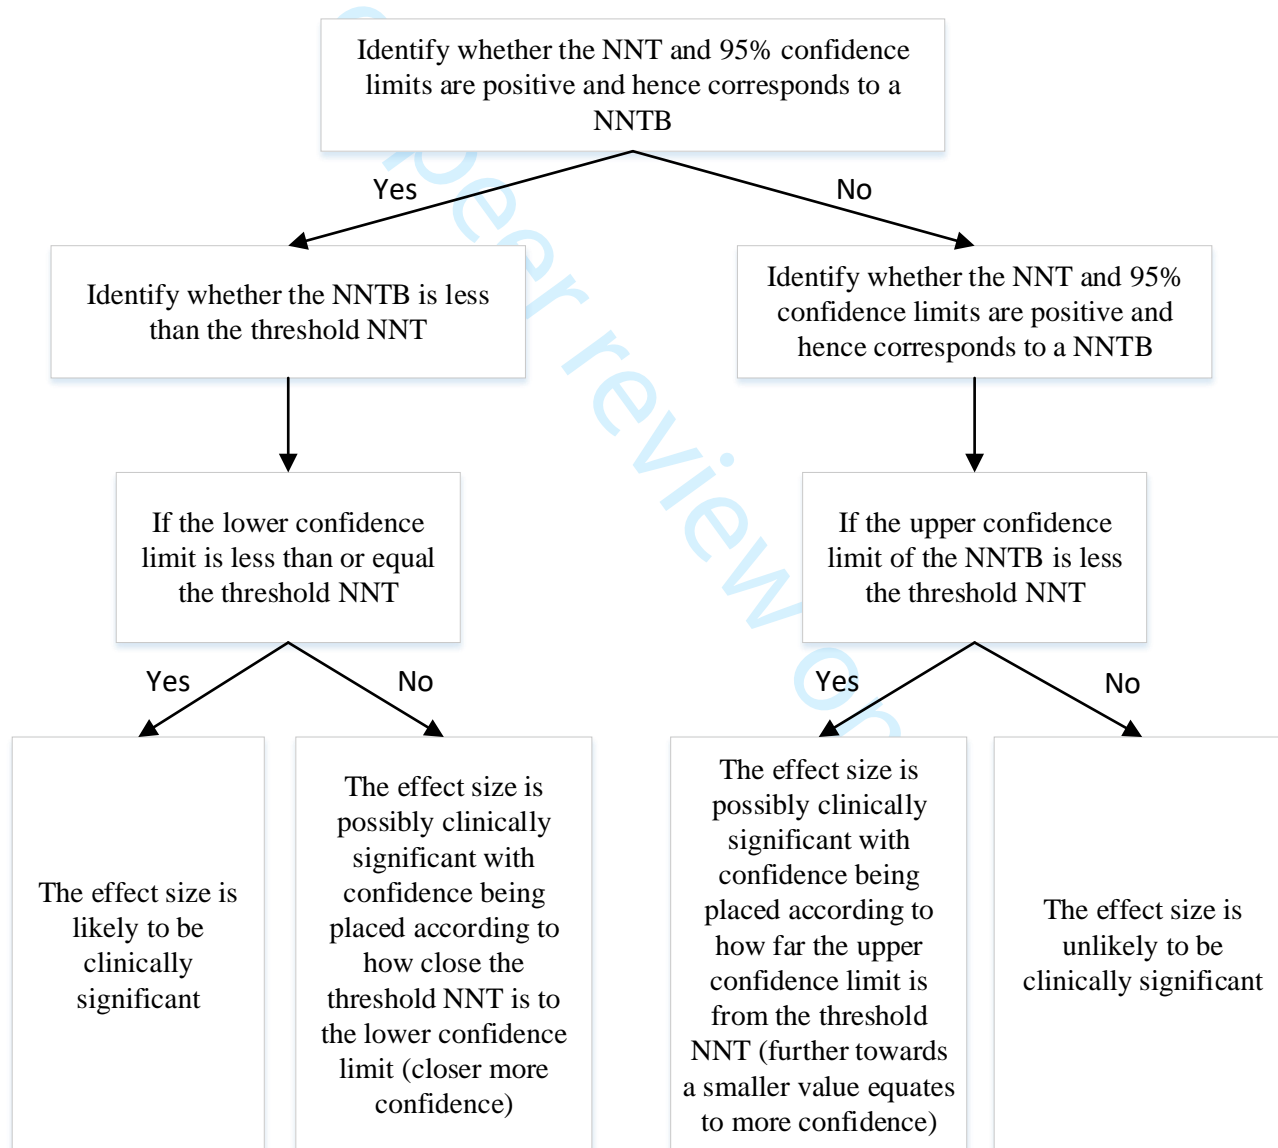 Identify whether the NNT and 95% confidence
limits are positive and hence corresponds to a
NNTB
Yes
No
Identify whether the NNTB is less
than the threshold NNT
Identify whether the NNT and 95%
confidence limits are positive and
hence corresponds to a NNTB
If the lower confidence
limit is less than or equal
the threshold NNT
If the upper confidence
limit of the NNTB is less
the threshold NNT
Yes
No
Yes
No
The effect size is
likely to be
clinically
significant
The effect size is
possibly clinically
significant with
confidence being
placed according to
how close the
threshold NNT is to
the lower confidence
limit (closer more
confidence)
The effect size is
possibly clinically
significant with
confidence being
placed according to
how far the upper
confidence limit is
from the threshold
NNT (further towards
a smaller value equates
to more confidence)
The effect size is
unlikely to be
clinically significant
peer review on